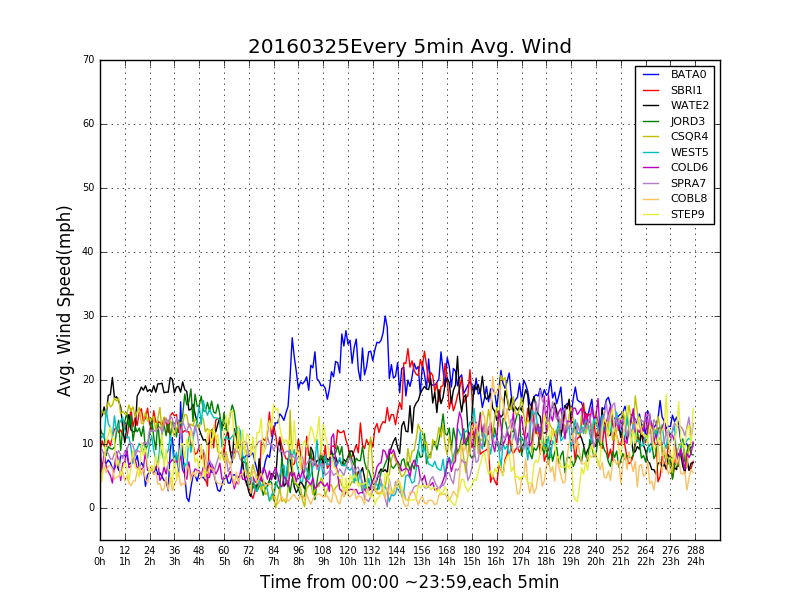 20160325Every 5min Avg. Wind
70
60
50
40
30
20
10
0
Avg. Wind Speed(mph)
BATA0
SBRI1
WATE2
JORD3
CSQR4
WEST5
COLD6
SPRA7
COBL8
STEP9
0 12 24 36 48 60 72 84 96 108 120 132 144 156 168 180 192 204 216 228 240 252 264 276 288
0h 1h 2h 3h 4h 5h 6h 7h 8h 9h 10h 11h 12h 13h 14h 15h 16h 17h 18h 19h 20h 21h 22h 23h 24h
Time from 00:00 ~23:59,each 5min